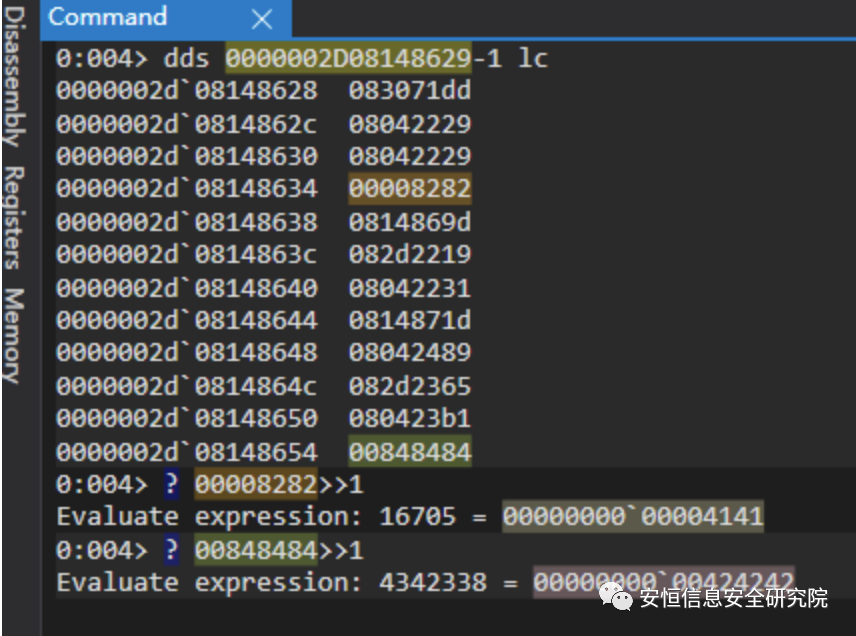 Command
Disassembly
Registers
Memory
0:004> dds 0000002D08148629-1 lc
0000002d`08148628 083071dd
0000002d`0814862c 08042229
0000002d`08148630 08042229
0000002d`08148634 00008282
0000002d`08148638 0814869d
0000002d`0814863c 082d2219
0000002d`08148640 08042231
0000002d`08148644 0814871d
0000002d`08148648 08042489
0000002d`0814864c 082d2365
0000002d`08148650 080423b1
0000002d`08148654 00848484
0:004> ? 00008282>>1
Evaluate expression: 16705 = 00000000`00004141
0:004> ? 00848484>>1
Evaluate expression: 4342338 = 00000000`00424242
安恒信息安全研究院